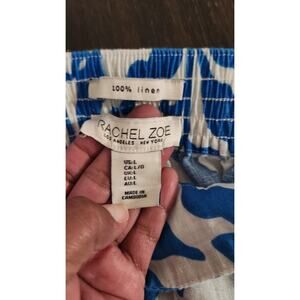 100% linen
RACHEL ZOE
LOS ANGELES NEW YORK
US:L
CA:L/G
UK:L
EU:L
AU:L
MADE IN
CAMBODIA